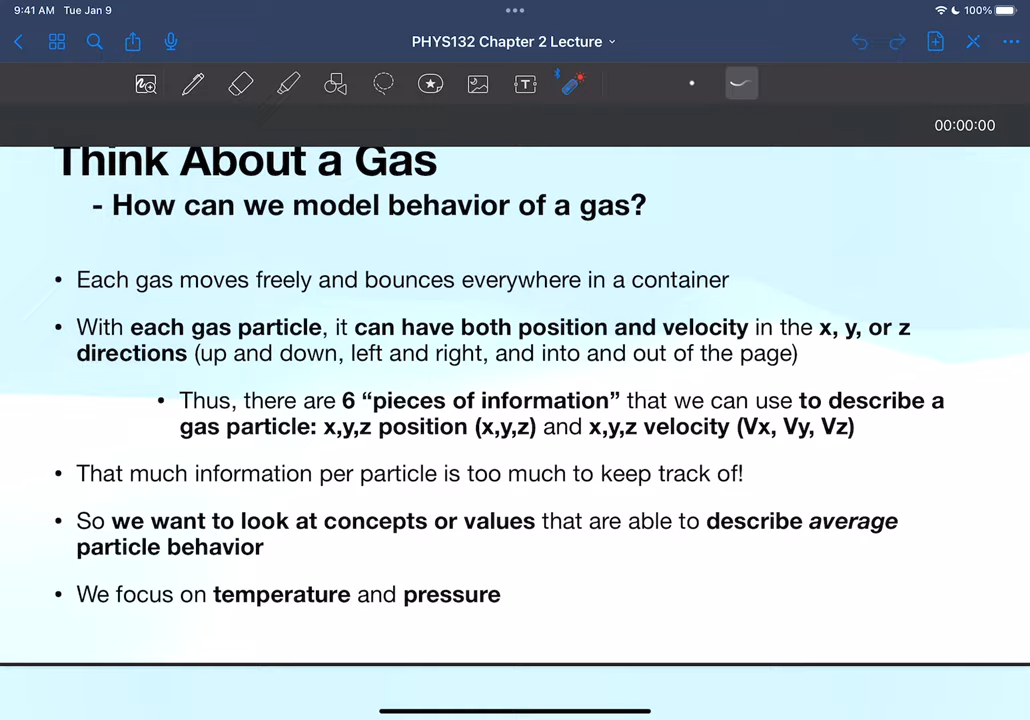 9:41 AM Tue Jan 9
100%
PHYS132 Chapter 2 Lecture
T
00:00:00
Think About a Gas
- How can we model behavior of a gas?
• Each gas moves freely and bounces everywhere in a container
• With each gas particle, it can have both position and velocity in the x, y, or z
directions (up and down, left and right, and into and out of the page)
• Thus, there are 6 “pieces of information” that we can use to describe a
gas particle: x,y,z position (x,y,z) and x,y,z velocity (Vx, Vy, Vz)
• That much information per particle is too much to keep track of!
• So we want to look at concepts or values that are able to describe average
particle behavior
• We focus on temperature and pressure